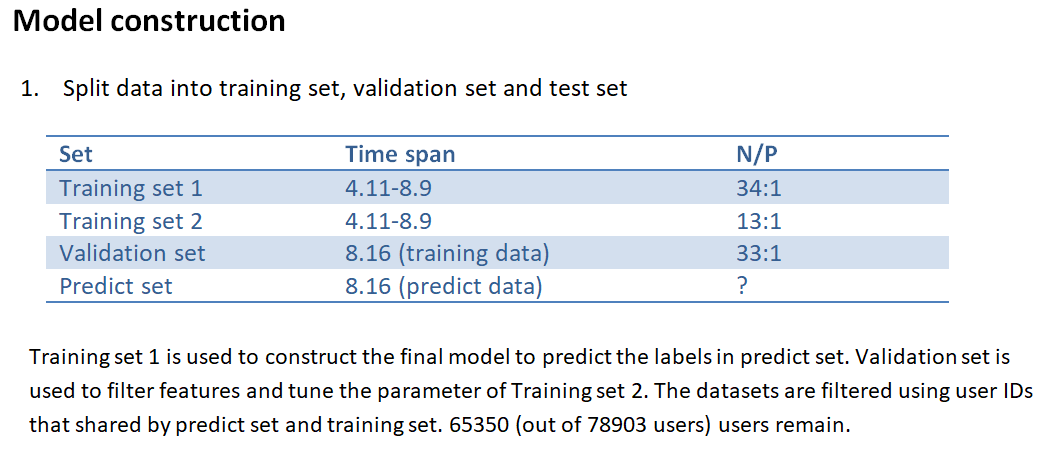 Model construction
1. Split data into training set, validation set and test set
Set Time span N/P
Training set 1 4.11-8.9 34:1
Training set 2 4.11-8.9 13:1
Validation set 8.16 (training data) 33:1
Predict set 8.16 (predict data) ?
Training set 1 is used to construct the final model to predict the labels in predict set. Validation set is
used to filter features and tune the parameter of Training set 2. The datasets are filtered using user IDs
that shared by predict set and training set. 65350 (out of 78903 users) users remain.